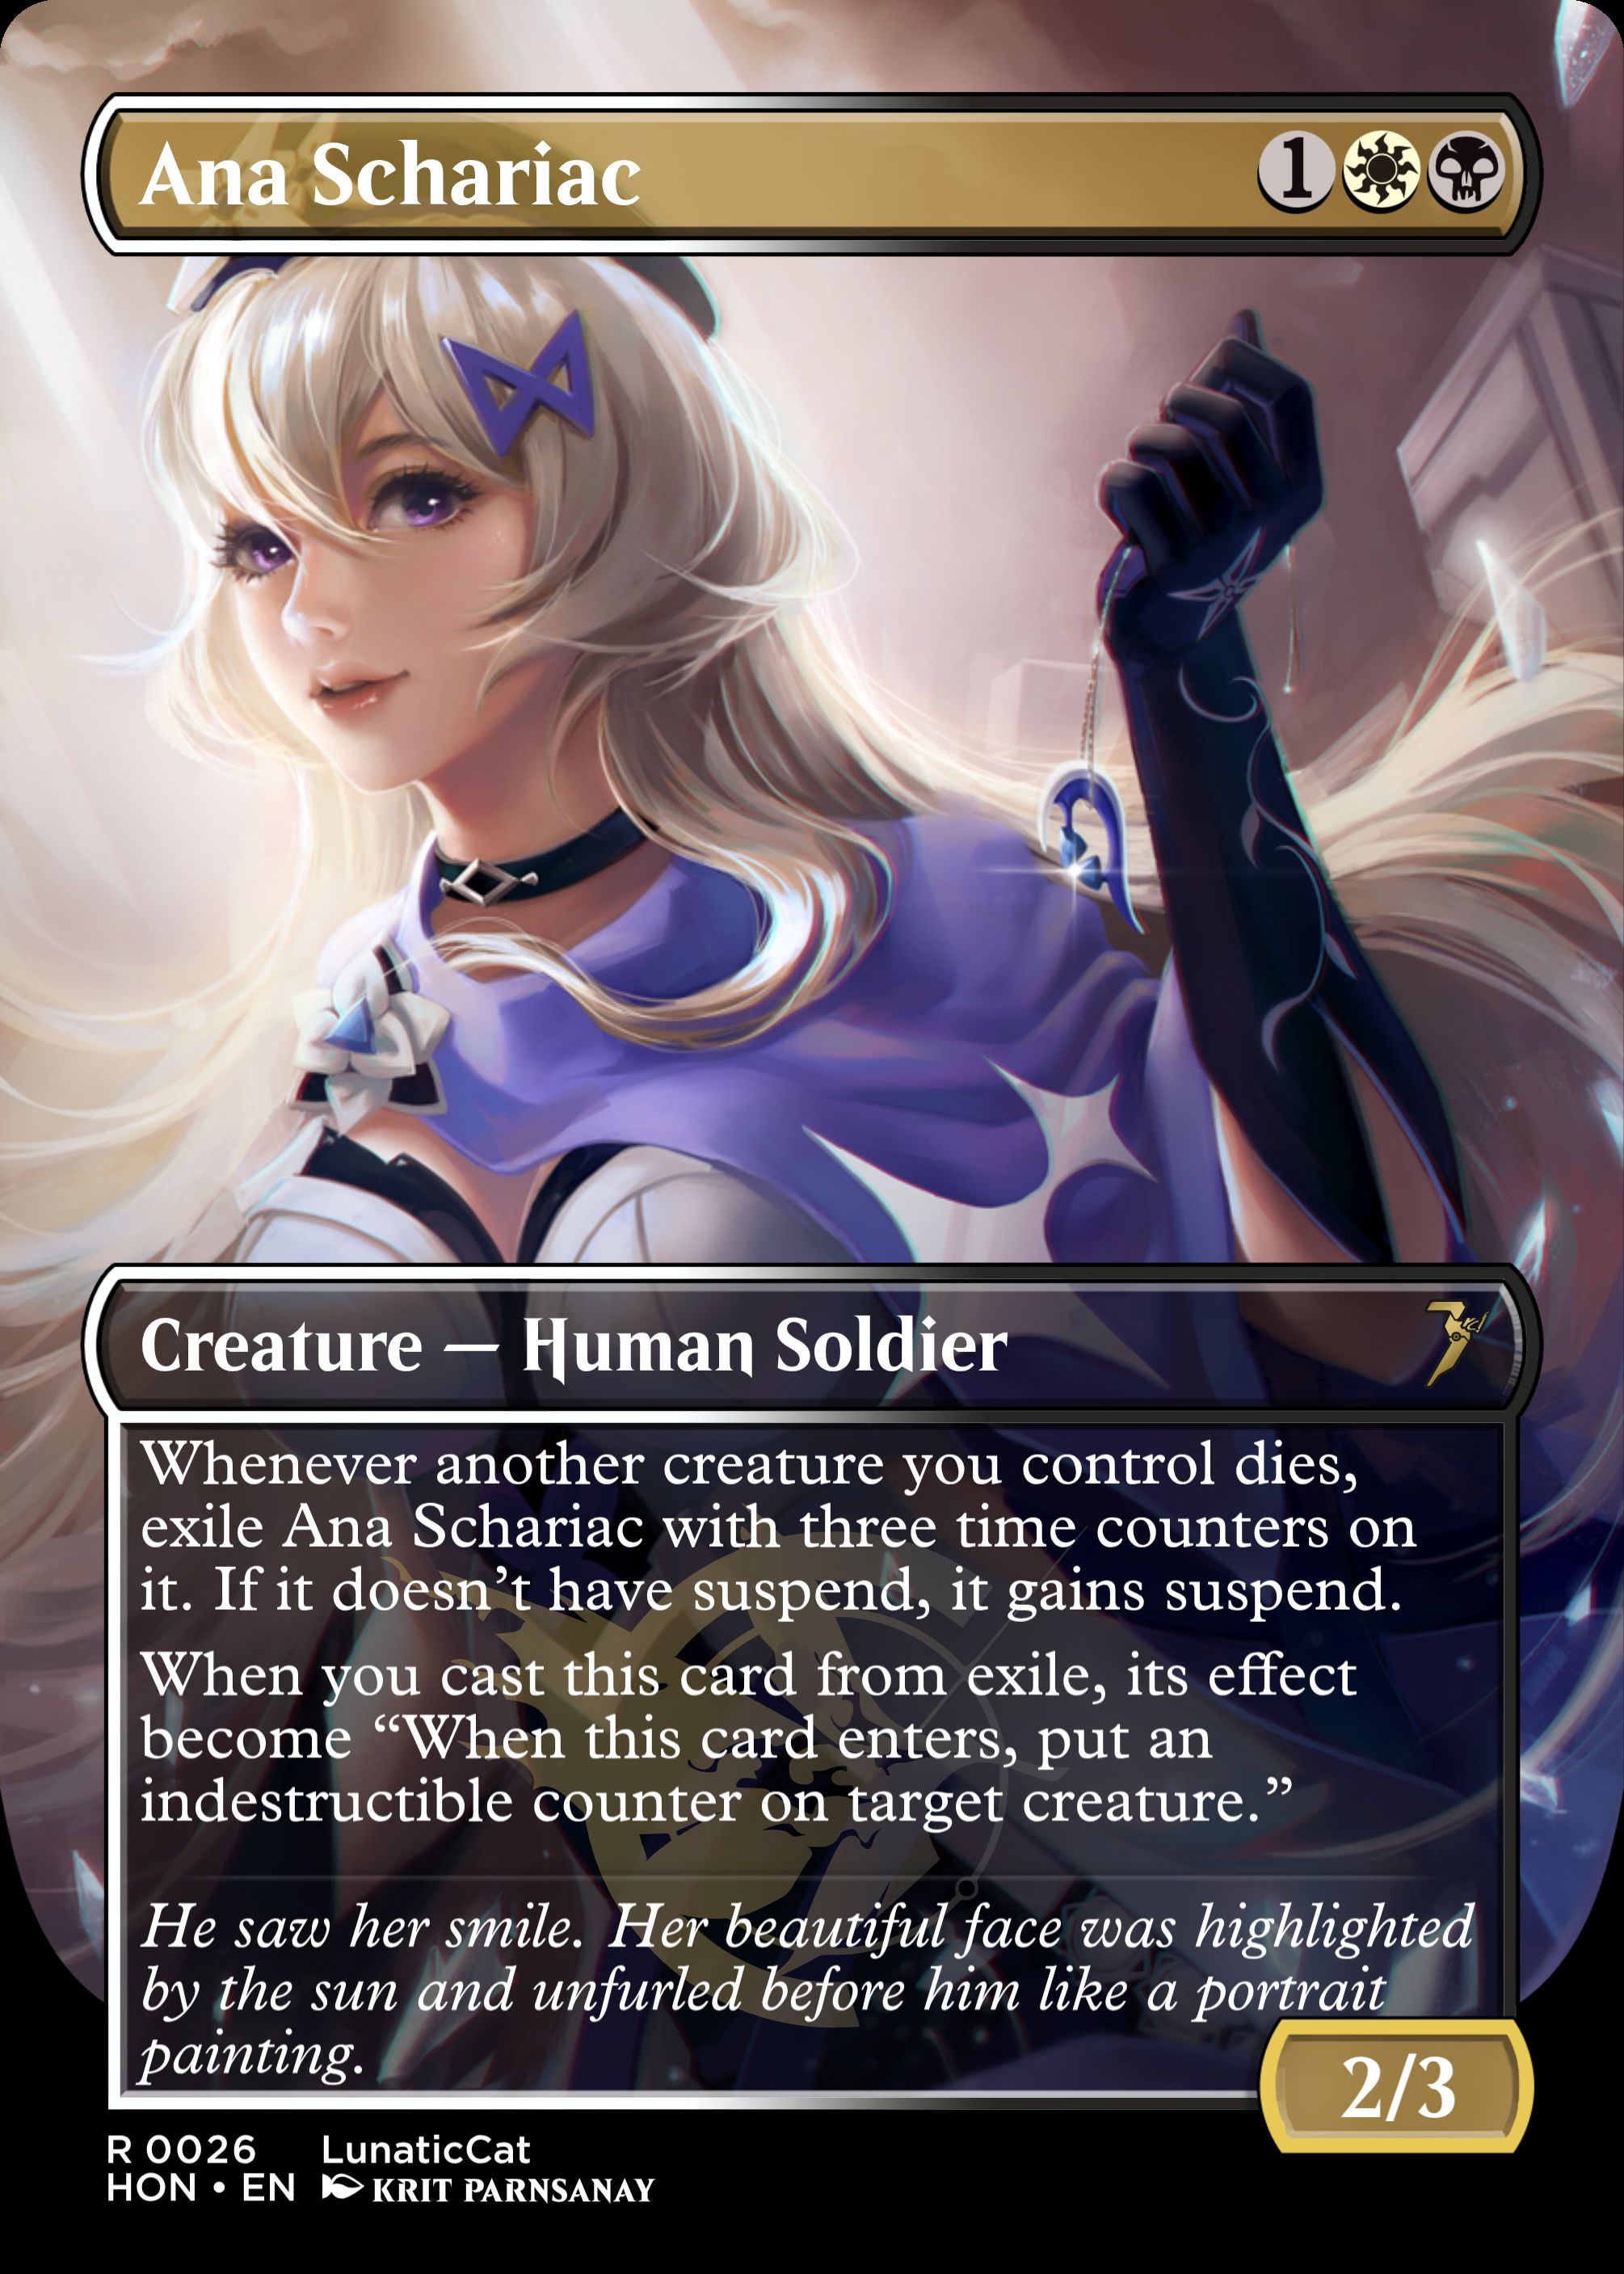 Ana Schariac 1
Creature — Human Soldier
Whenever another creature you control dies,
exile Ana Schariac with three time counters on
it. If it doesn’t have suspend, it gains suspend.
When you cast this card from exile, its effect
become “When this card enters, put an
indestructible counter on target creature.”
He saw her smile. Her beautiful face was highlighted
by the sun and unfurled before him like a portrait
painting.
2/3
R 0026 LunaticCat
HON • EN KRIT PARNSANAY